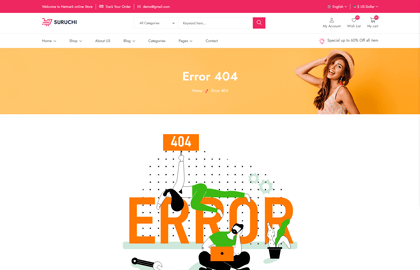 Welcome to Hamesh online Store
Track Your Order
demo@gmail.com
English
$ US Dollar
SURUCHI
All Categories
Keyword here...
My Account
Wish List
My cart
Home
Shop
About Us
Blog
Categories
Pages
Contact
Special up to 60% Off all item
Error 404
Home
Error 404
404
ERROR